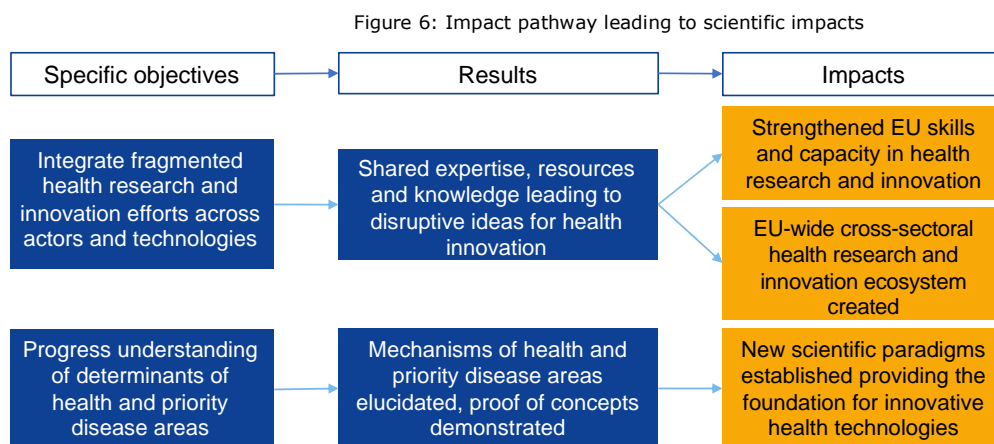 Figure 6: Impact pathway leading to scientific impacts
Specific objectives
Results
Impacts
Integrate fragmented
health research and
innovation efforts across
actors and technologies
Shared expertise, resources
and knowledge leading to
disruptive ideas for health
innovation
Strengthened EU skills
and capacity in health
research and innovation
EU-wide cross-sectoral
health research and
innovation ecosystem
created
Progress understanding
of determinants of
health and priority
disease areas
Mechanisms of health and
priority disease areas
elucidated, proof of concepts
demonstrated
New scientific paradigms
established providing the
foundation for innovative
health technologies